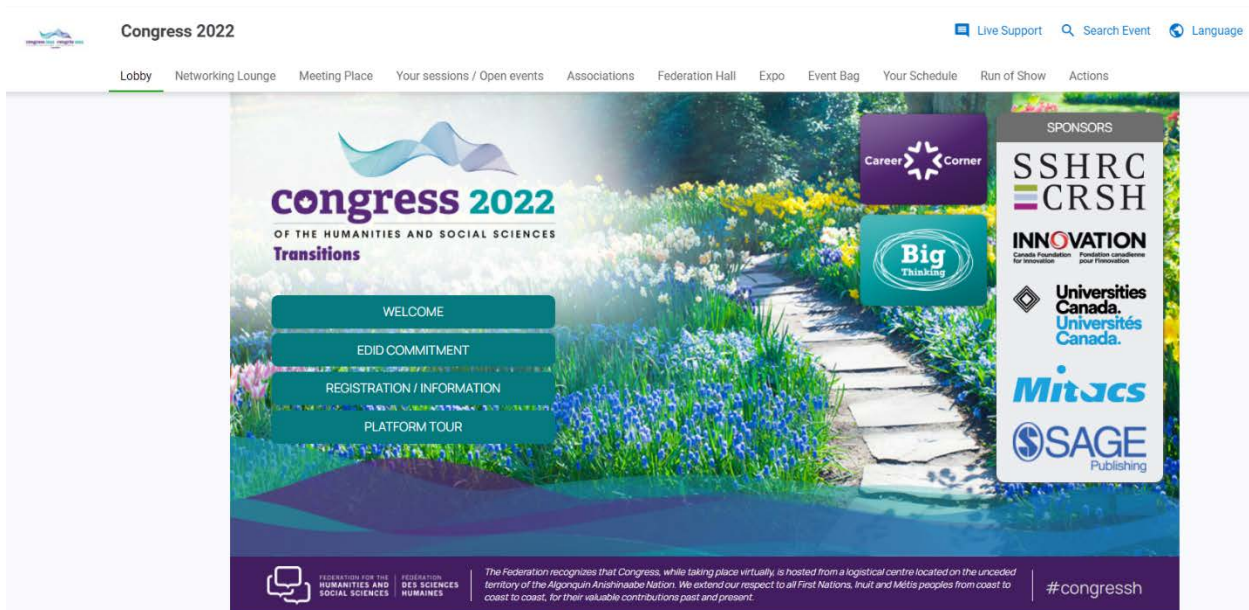 Congress 2022
Live Support
Search Event
Language
Lobby
Networking Lounge
Meeting Place
Your sessions / Open events
Associations
Federation Hall
Expo
Event Bag
Your Schedule
Run of Show
Actions
congress 2022
OF THE HUMANITIES AND SOCIAL SCIENCES
Transitions
WELCOME
EDID COMMITMENT
REGISTRATION / INFORMATION
PLATFORM TOUR
Career Corner
Big
Thinking
SPONSORS
SSHRC
CRSH
INNOVATION
Canada Foundation
for Innovation
Fondation canadienne
pour l'innovation
Universities
Canada.
Universités
Canada.
Mitacs
SAGE
Publishing
FEDERATION FOR THE
HUMANITIES AND
SOCIAL SCIENCES
FÉDÉRATION
DES SCIENCES
HUMAINES
The Federation recognizes that Congress, while taking place virtually, is hosted from a logistical centre located on the unceded
territory of the Algonquin Anishinaabe Nation. We extend our respect to all First Nations, Inuit and Métis peoples from coast to
coast to coast, for their valuable contributions past and present.
#congressh